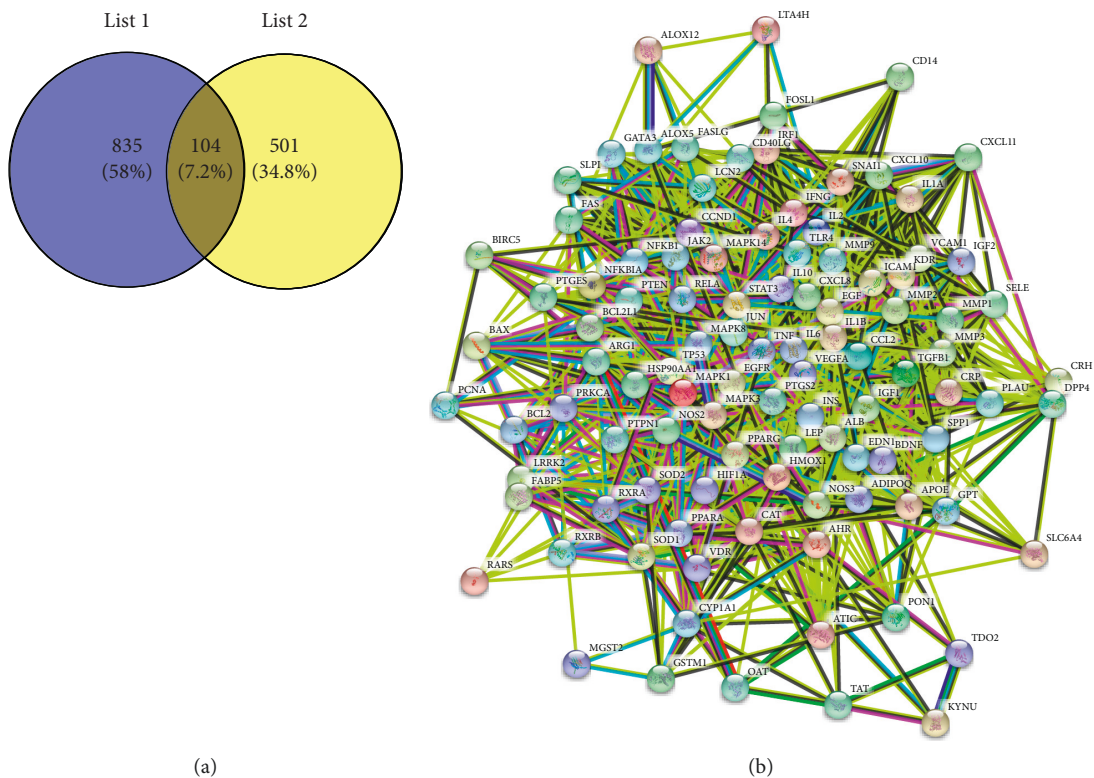 List 1
List 2
835
(58%)
104
(7.2%)
501
(34.8%)
(a)
LTA4H
ALOX12
CD14
FOSL1
GATA3
ALOX5
FASLG
IRF1
CD40LG
CXCL11
SLPI
LCN2
SNAI1
CXCL10
IL1A
FAS
IFNG
CCND1
IL4
IL2
BIRC5
NFKB1
JAK2
MAPK14
TLR4
MMP9
VCAM1
IGF2
KDR
NFKBIA
PTGES
PTEN
RELA
STAT3
IL10
CXCL8
ICAM1
EGF
MMP2
SELE
MMP1
BCL2L1
JUN
IL1B
BAX
MAPK8
TNF
IL6
MMP3
ARG1
TP53
VEGFA
CCL2
TGFB1
HSP90AA1
EGFR
CRH
MAPK1
PTGS2
CRP
DPP4
PCNA
PRKCA
MAPK3
INS
IGF1
PLAU
BCL2
NOS2
PTPN1
LEP
ALB
SPP1
PPARG
EDN1
BDNF
LRRK2
SOD2
HIF1A
HMOX1
FABP5
RXRA
NOS3
ADIPOQ
APOE
GPT
PPARA
CAT
AHR
RXRB
SOD1
VDR
SLC6A4
RARS
CYP1A1
PON1
ATIC
TDO2
MGST2
GSTM1
OAT
TAT
KYNU
(b)